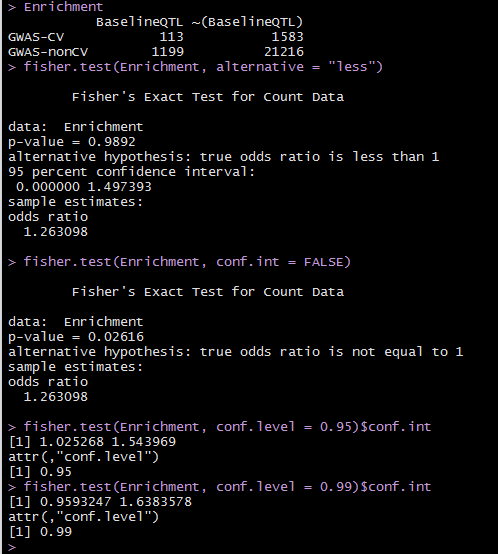 > Enrichment
           BaselineQTL ~(BaselineQTL)
GWAS-CV            113           1583
GWAS-nonCV        1199          21216
> fisher.test(Enrichment, alternative = "less")

        Fisher's Exact Test for Count Data

data:  Enrichment
p-value = 0.9892
alternative hypothesis: true odds ratio is less than 1
95 percent confidence interval:
 0.000000 1.497393
sample estimates:
odds ratio
  1.263098

> fisher.test(Enrichment, conf.int = FALSE)

        Fisher's Exact Test for Count Data

data:  Enrichment
p-value = 0.02616
alternative hypothesis: true odds ratio is not equal to 1
sample estimates:
odds ratio
  1.263098

> fisher.test(Enrichment, conf.level = 0.95)$conf.int
[1] 1.025268 1.543969
attr(,"conf.level")
[1] 0.95
> fisher.test(Enrichment, conf.level = 0.99)$conf.int
[1] 0.9593247 1.6383578
attr(,"conf.level")
[1] 0.99
>